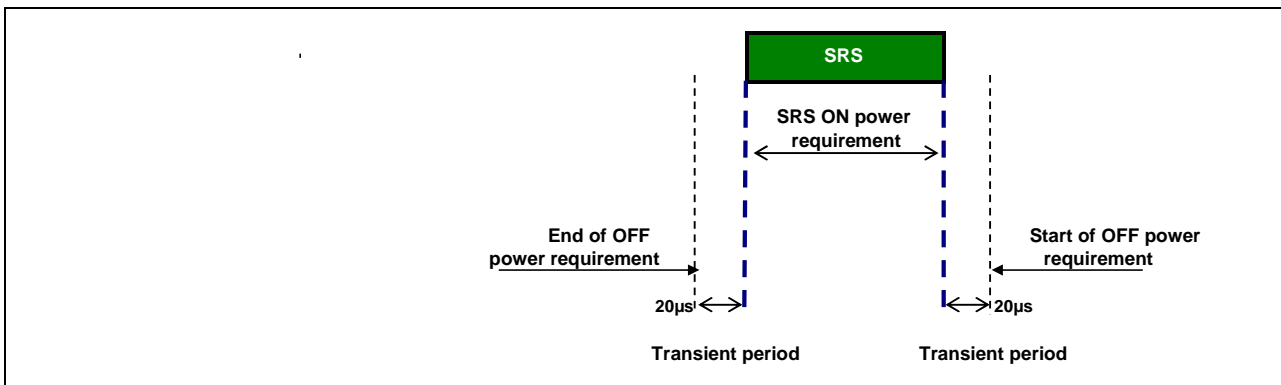 SRS
SRS ON power
requirement
End of OFF
power requirement
Start of OFF power
requirement
20µs
20µs
Transient period
Transient period